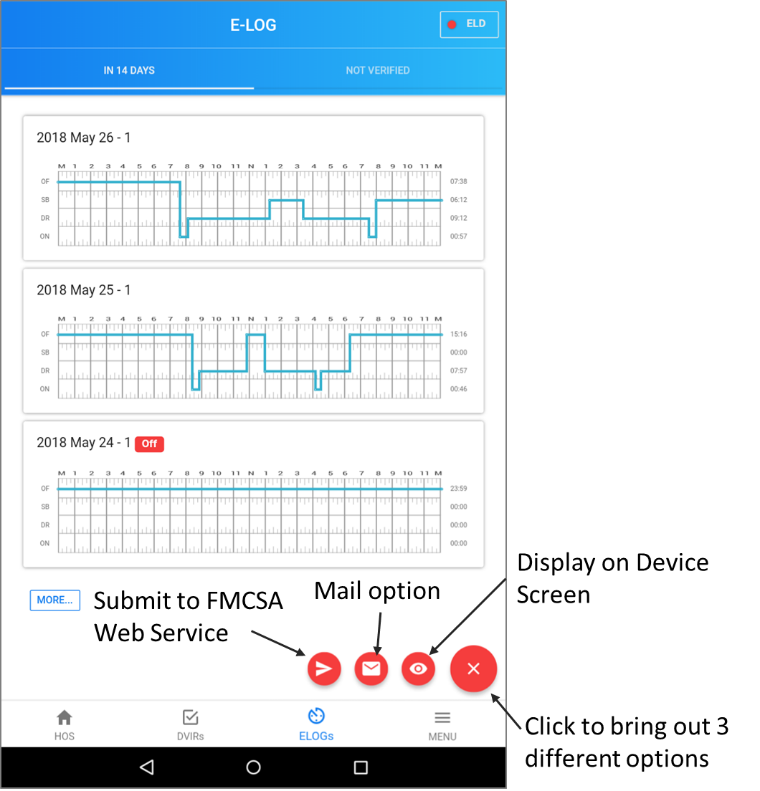 E-LOG
ELD
IN 14 DAYS
NOT VERIFIED
2018 May 26 - 1
M 1 2 3 4 5 6 7 8 9 10 11 N 1 2 3 4 5 6 7 8 9 10 11 M
OF 07:38
SB 06:12
DR 09:12
ON 00:57
2018 May 25 - 1
M 1 2 3 4 5 6 7 8 9 10 11 N 1 2 3 4 5 6 7 8 9 10 11 M
OF 15:16
SB 00:00
DR 07:57
ON 00:46
2018 May 24 - 1 Off
M 1 2 3 4 5 6 7 8 9 10 11 N 1 2 3 4 5 6 7 8 9 10 11 M
OF 23:59
SB 00:00
DR 00:00
ON 00:00
MORE...
Submit to FMCSA
Web Service
Mail option
Display on Device
Screen
Click to bring out 3
different options
HOS
DVIRs
ELOGs
MENU